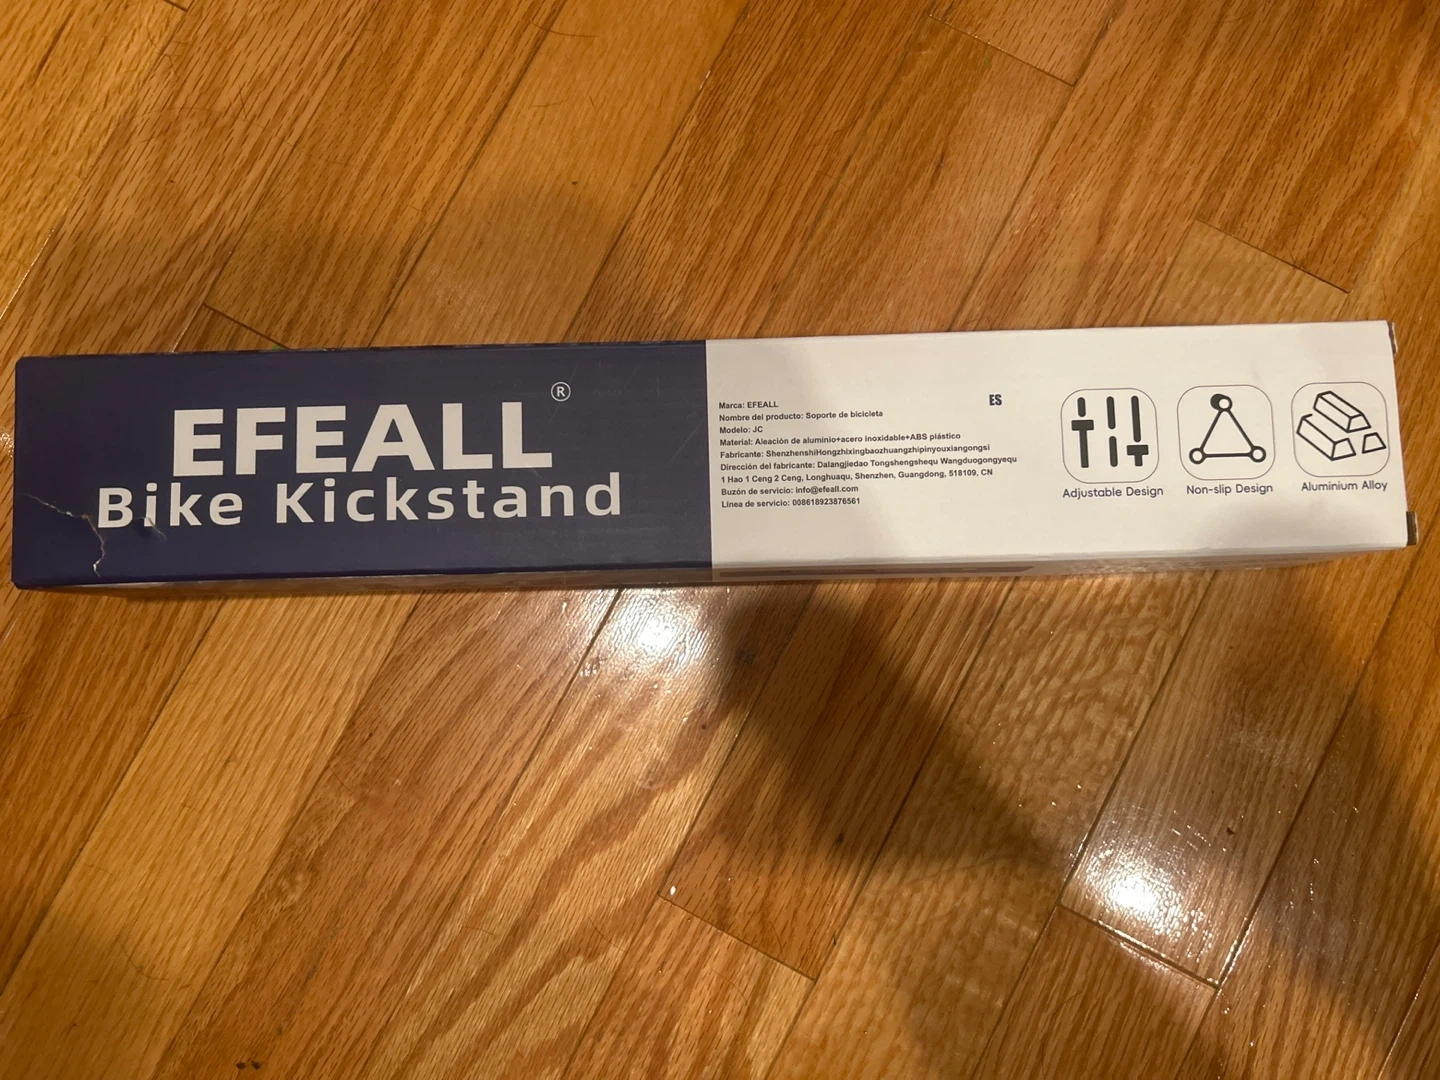 EFEALL®
Bike Kickstand
Marca: EFEALL
ES
Nombre del producto: Soporte de bicicleta
Modelo: JC
Material: Aleación de aluminio+acero inoxidable+ABS plástico
Fabricante: ShenzhenshiHongzhixingbaozhuangzhipinyouxiangongsi
Dirección del fabricante: Dalangjiedao Tongshengshequ Wangduogongyequ
1 Hao 1 Ceng 2 Ceng, Longhuaqu, Shenzhen, Guangdong, 518109, CN
Buzón de servicio: info@efeall.com
Línea de servicio: 008618923876561
Adjustable Design
Non-slip Design
Aluminium Alloy